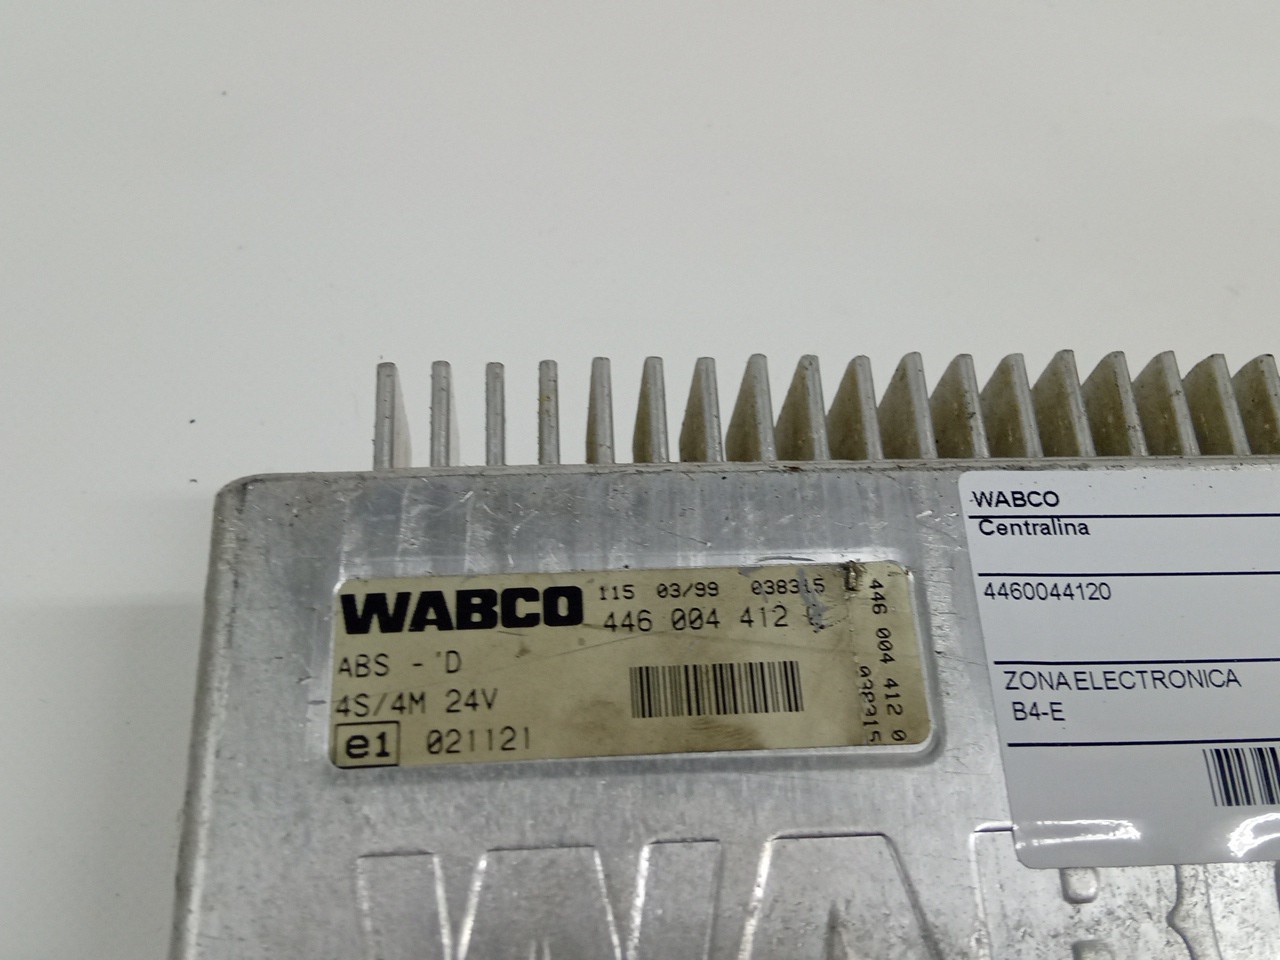 WABCO
115 03/99 038315
446 004 412
ABS - D
4S/4M 24V
e1 021121
446 004 412 0
038315
WABCO
Centralina
4460044120
ZONA ELECTRONICA
B4-E